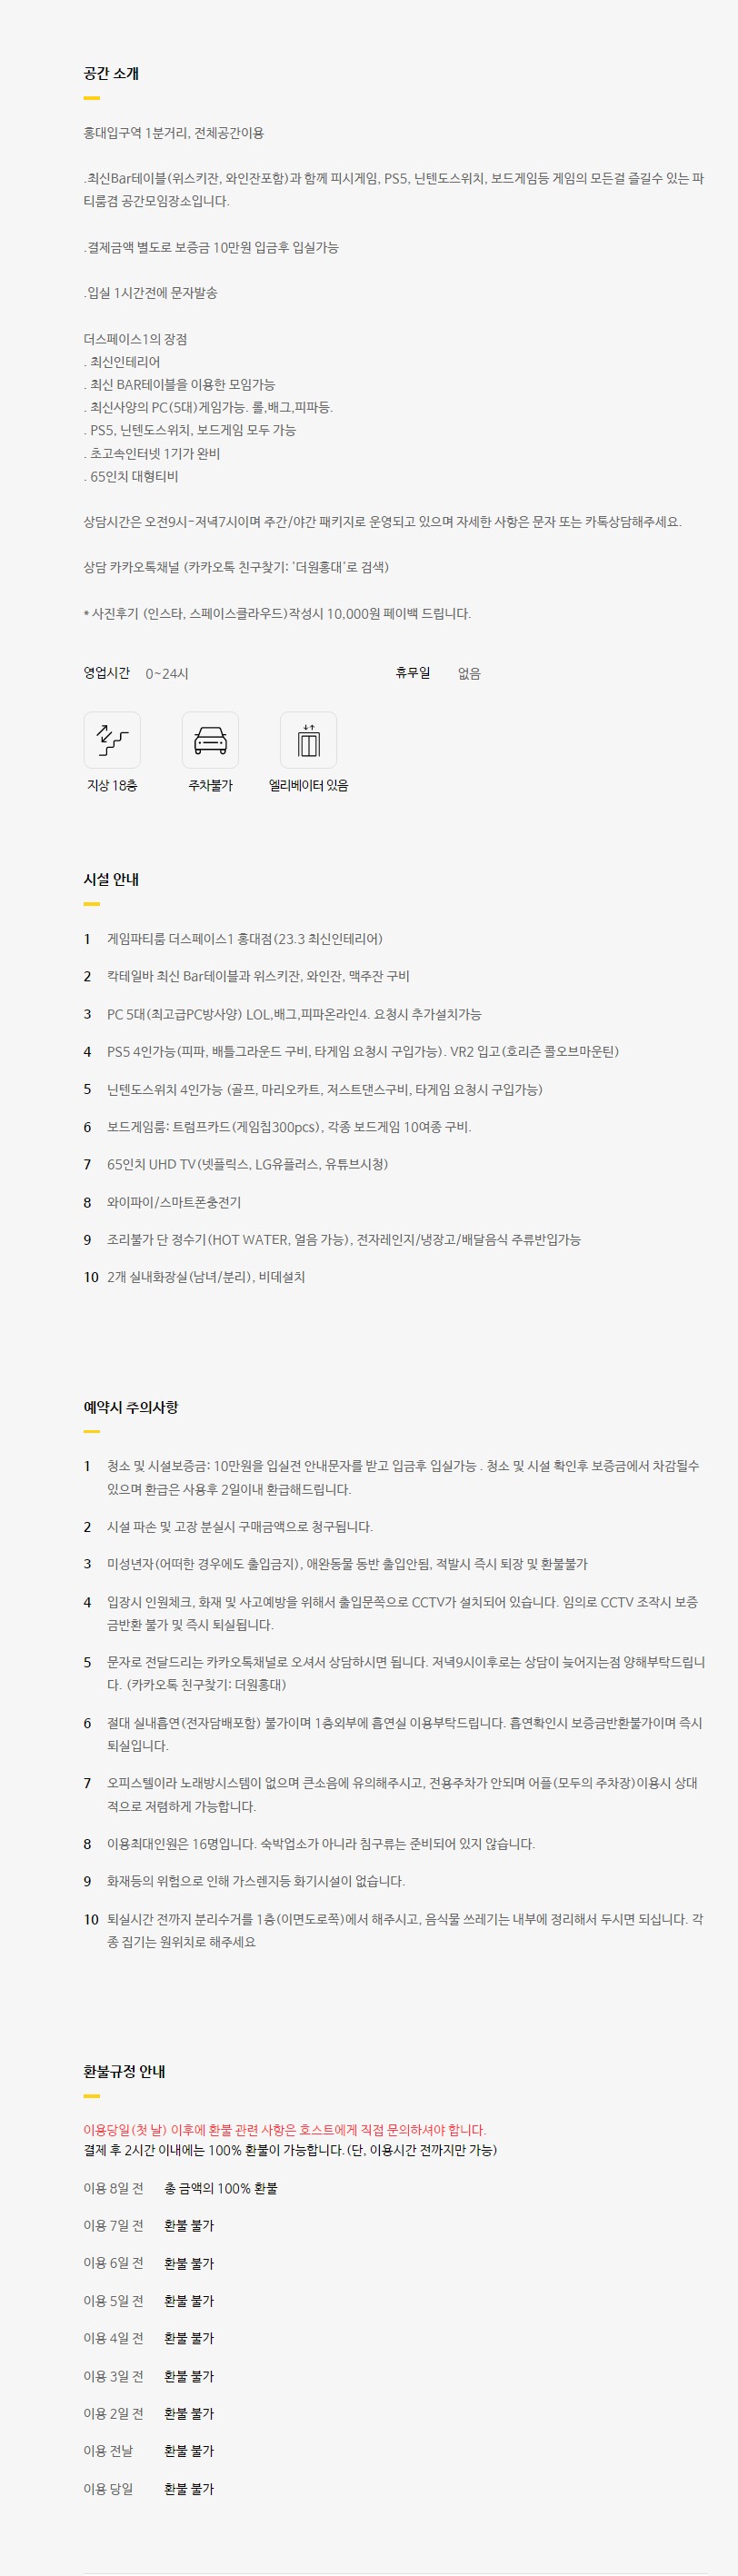 공간 소개
홍대입구역 1분거리, 전체공간이용
.최신Bar테이블(위스키잔, 와인잔포함)과 함께 피시게임, PS5, 닌텐도스위치, 보드게임등 게임의 모든걸 즐길수 있는 파
티룸겸 공간모임장소입니다.
.결제금액 별도로 보증금 10만원 입금후 입실가능
.입실 1시간전에 문자발송
더스페이스1의 장점
. 최신인테리어
. 최신 BAR테이블을 이용한 모임가능
. 최신사양의 PC(5대)게임가능. 롤,배그,피파등.
. PS5, 닌텐도스위치, 보드게임 모두 가능
. 초고속인터넷 1기가 완비
. 65인치 대형티비
상담시간은 오전9시-저녁7시이며 주간/야간 패키지로 운영되고 있으며 자세한 사항은 문자 또는 카톡상담해주세요.
상담 카카오톡채널 (카카오톡 친구찾기: '더원홍대'로 검색)
* 사진후기 (인스타, 스페이스클라우드)작성시 10,000원 페이백 드립니다.
영업시간 0~24시 휴무일 없음
지상 18층 주차불가 엘리베이터 있음
시설 안내
1 게임파티룸 더스페이스1 홍대점(23.3 최신인테리어)
2 칵테일바 최신 Bar테이블과 위스키잔, 와인잔, 맥주잔 구비
3 PC 5대(최고급PC방사양) LOL,배그,피파온라인4. 요청시 추가설치가능
4 PS5 4인가능(피파, 배틀그라운드 구비, 타게임 요청시 구입가능). VR2 입고(호리즌 콜오브마운틴)
5 닌텐도스위치 4인가능 (골프, 마리오카트, 저스트댄스구비, 타게임 요청시 구입가능)
6 보드게임룸: 트럼프카드(게임칩300pcs), 각종 보드게임 10여종 구비.
7 65인치 UHD TV(넷플릭스, LG유플러스, 유튜브시청)
8 와이파이/스마트폰충전기
9 조리불가 단 정수기(HOT WATER, 얼음 가능), 전자레인지/냉장고/배달음식 주류반입가능
10 2개 실내화장실(남녀/분리), 비데설치
예약시 주의사항
1 청소 및 시설보증금: 10만원을 입실전 안내문자를 받고 입금후 입실가능 . 청소 및 시설 확인후 보증금에서 차감될수
있으며 환급은 사용후 2일이내 환급해드립니다.
2 시설 파손 및 고장 분실시 구매금액으로 청구됩니다.
3 미성년자(어떠한 경우에도 출입금지), 애완동물 동반 출입안됨, 적발시 즉시 퇴장 및 환불불가
4 입장시 인원체크, 화재 및 사고예방을 위해서 출입문쪽으로 CCTV가 설치되어 있습니다. 임의로 CCTV 조작시 보증
금반환 불가 및 즉시 퇴실됩니다.
5 문자로 전달드리는 카카오톡채널로 오셔서 상담하시면 됩니다. 저녁9시이후로는 상담이 늦어지는점 양해부탁드립니
다. (카카오톡 친구찾기: 더원홍대)
6 절대 실내흡연(전자담배포함) 불가이며 1층외부에 흡연실 이용부탁드립니다. 흡연확인시 보증금반환불가이며 즉시
퇴실입니다.
7 오피스텔이라 노래방시스템이 없으며 큰소음에 유의해주시고, 전용주차가 안되며 어플(모두의 주차장)이용시 상대
적으로 저렴하게 가능합니다.
8 이용최대인원은 16명입니다. 숙박업소가 아니라 침구류는 준비되어 있지 않습니다.
9 화재등의 위험으로 인해 가스렌지등 화기시설이 없습니다.
10 퇴실시간 전까지 분리수거를 1층(이면도로쪽)에서 해주시고, 음식물 쓰레기는 내부에 정리해서 두시면 되십니다. 각
종 집기는 원위치로 해주세요
환불규정 안내
이용당일(첫 날) 이후에 환불 관련 사항은 호스트에게 직접 문의하셔야 합니다.
결제 후 2시간 이내에는 100% 환불이 가능합니다.(단, 이용시간 전까지만 가능)
이용 8일 전 총 금액의 100% 환불
이용 7일 전 환불 불가
이용 6일 전 환불 불가
이용 5일 전 환불 불가
이용 4일 전 환불 불가
이용 3일 전 환불 불가
이용 2일 전 환불 불가
이용 전날 환불 불가
이용 당일 환불 불가